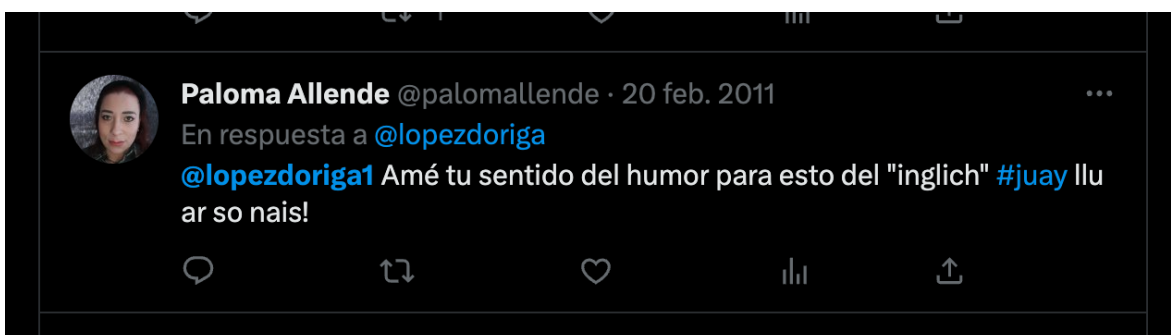 Paloma Allende @palomallende · 20 feb. 2011
En respuesta a @lopezdoriga
@lopezdoriga1 Amé tu sentido del humor para esto del "inglich" #juay llu
ar so nais!